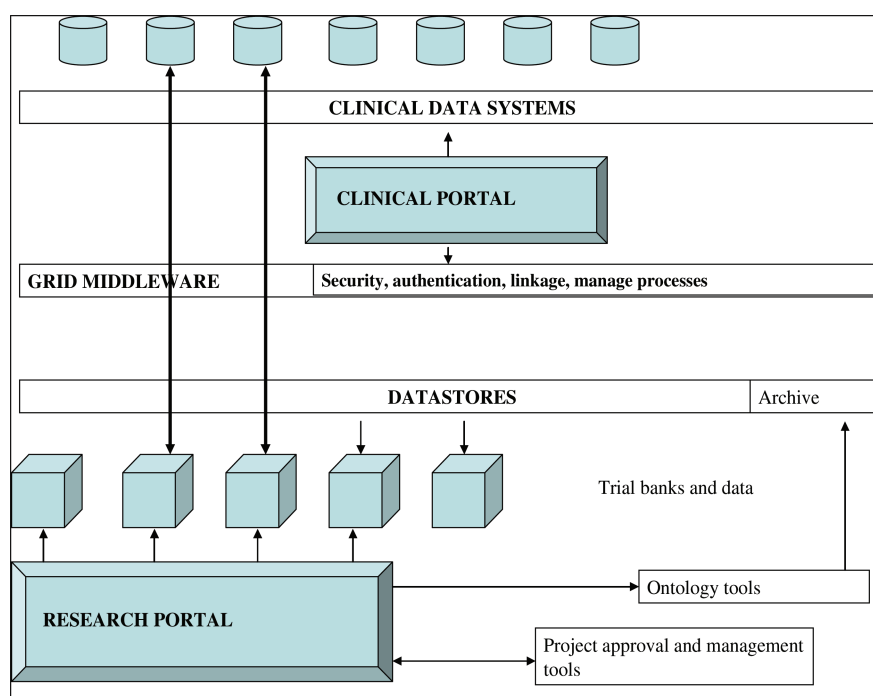 CLINICAL DATA SYSTEMS
CLINICAL PORTAL
GRID MIDDLEWARE
Security, authentication, linkage, manage processes
DATASTORES
Archive
Trial banks and data
Ontology tools
RESEARCH PORTAL
Project approval and management
tools